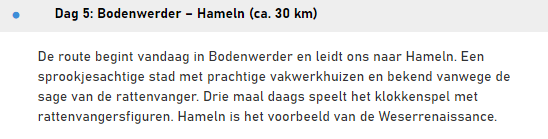 Dag 5: Bodenwerder – Hameln (ca. 30 km)
De route begint vandaag in Bodenwerder en leidt ons naar Hameln. Een
sprookjesachtige stad met prachtige vakwerkhuizen en bekend vanwege de
sage van de rattenvanger. Drie maal daags speelt het klokkenspel met
rattenvangersfiguren. Hameln is het voorbeeld van de Weserrenaissance.